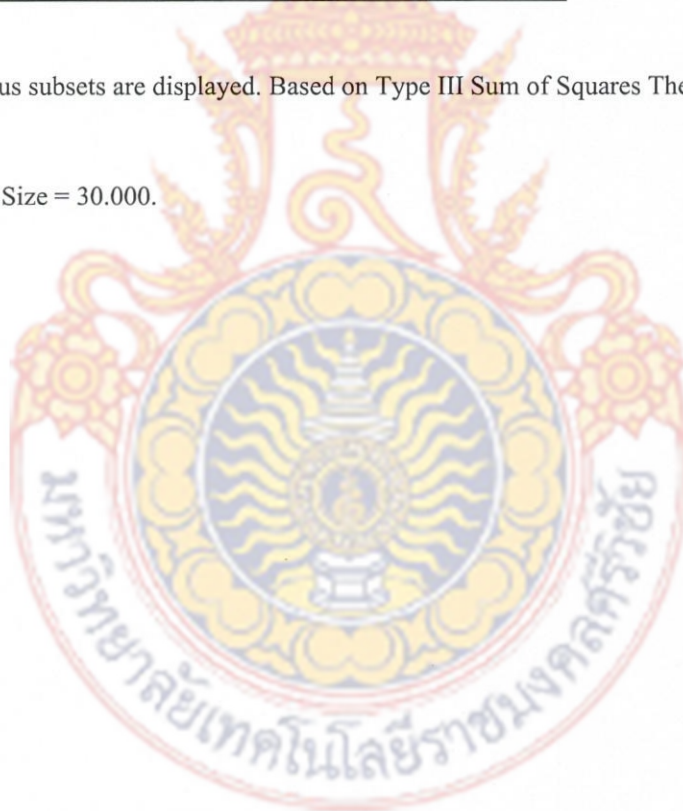 us subsets are displayed. Based on Type III Sum of Squares The
Size = 30.000.
มหาวิทยาลัยเทคโนโลยีราชมงคลศรีวิชัย